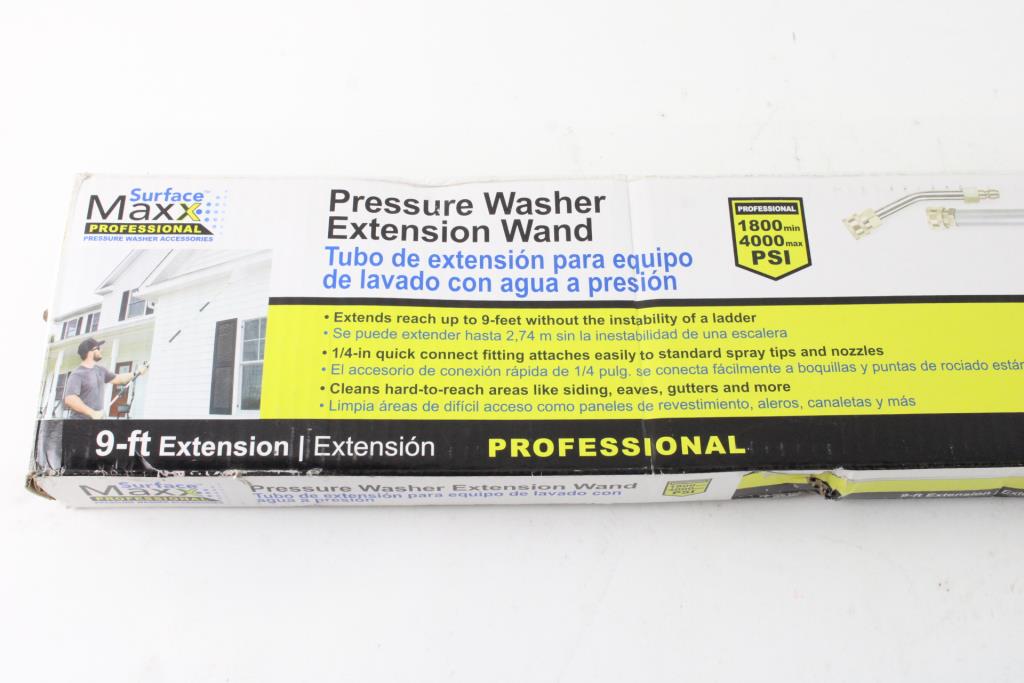 Surface
Maxx
PROFESSIONAL
PRESSURE WASHER ACCESSORIES
Pressure Washer
Extension Wand
Tubo de extensión para equipo
de lavado con agua a presión
PROFESSIONAL
1800 min
4000 max
PSI
• Extends reach up to 9-feet without the instability of a ladder
• Se puede extender hasta 2,74 m sin la inestabilidad de una escalera
• 1/4-in quick connect fitting attaches easily to standard spray tips and nozzles
• El accesorio de conexión rápida de 1/4 pulg. se conecta fácilmente a boquillas y puntas de rociado están
• Cleans hard-to-reach areas like siding, eaves, gutters and more
• Limpia áreas de difícil acceso como paneles de revestimiento, aleros, canaletas y más
9-ft Extension | Extensión
PROFESSIONAL
Surface
Maxx
PROFESSIONAL
Pressure Washer Extension Wand
Tubo de extensión para equipo de lavado con
agua a presión
PSI
9-ft Extension |